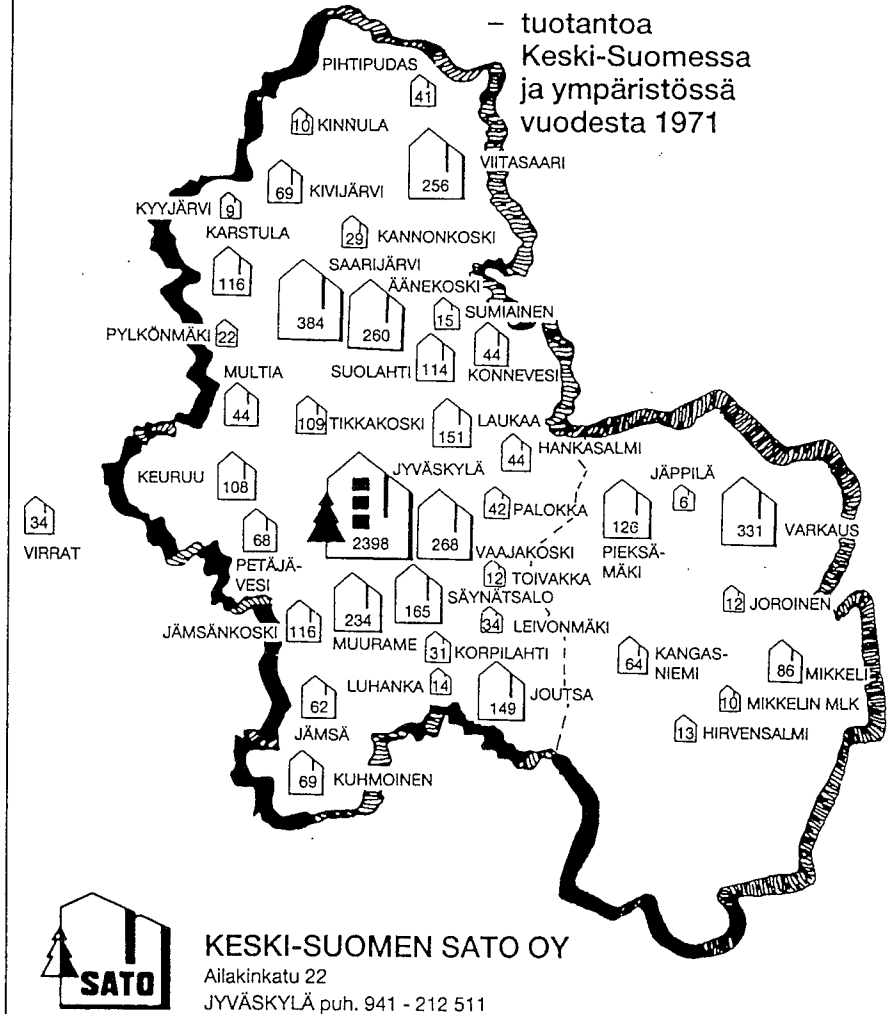 – tuotantoa
Keski-Suomessa
ja ympäristössä
vuodesta 1971
PIHTIPUDAS
41
10 KINNULA
VIITASAARI
256
69 KIVIJÄRVI
KYYJÄRVI 9
KARSTULA
116
29 KANNONKOSKI
SAARIJÄRVI
384
ÄÄNEKOSKI
260
15 SUMIAINEN
PYLKÖNMÄKI 22
SUOLAHTI 114
44
KONNEVESI
MULTIA
44
109 TIKKAKOSKI
LAUKAA
151
HANKASALMI
44
KEURUU 108
JYVÄSKYLÄ
2398
42 PALOKKA
JÄPPILÄ
6
126
PIEKSÄ-
MÄKI
331 VARKAUS
34
VIRRAT
68
PETÄJÄ-
VESI
268
VAAJAKOSKI
12 TOIVAKKA
165 SÄYNÄTSALO
12 JOROINEN
JÄMSÄNKOSKI 116
234
MUURAME
34 LEIVONMÄKI
31 KORPILAHTI
64 KANGAS-
NIEMI
86 MIKKELI
LUHANKA 14
149 JOUTSA
10 MIKKELIN MLK
62
JÄMSÄ
13 HIRVENSALMI
69 KUHMOINEN
SATO
KESKI-SUOMEN SATO OY
Ailakinkatu 22
JYVÄSKYLÄ puh. 941 - 212 511